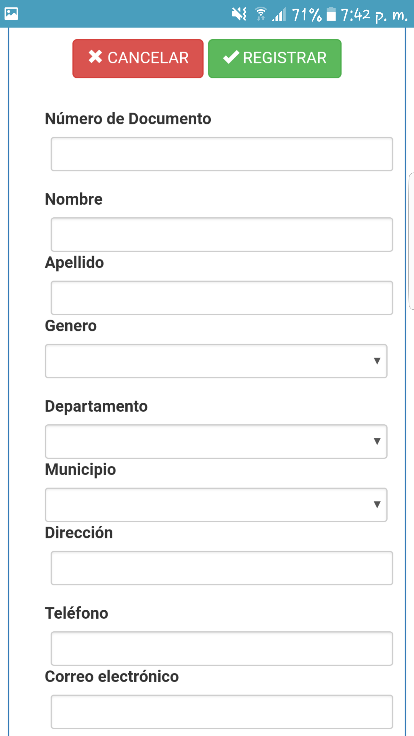 71% 7:42 p. m.
CANCELAR REGISTRAR
Número de Documento
Nombre
Apellido
Genero
Departamento
Municipio
Dirección
Teléfono
Correo electrónico